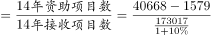 = 14年资助项目数 / 14年接收项目数 = (40668 − 1579) / (173017 / (1+10%))